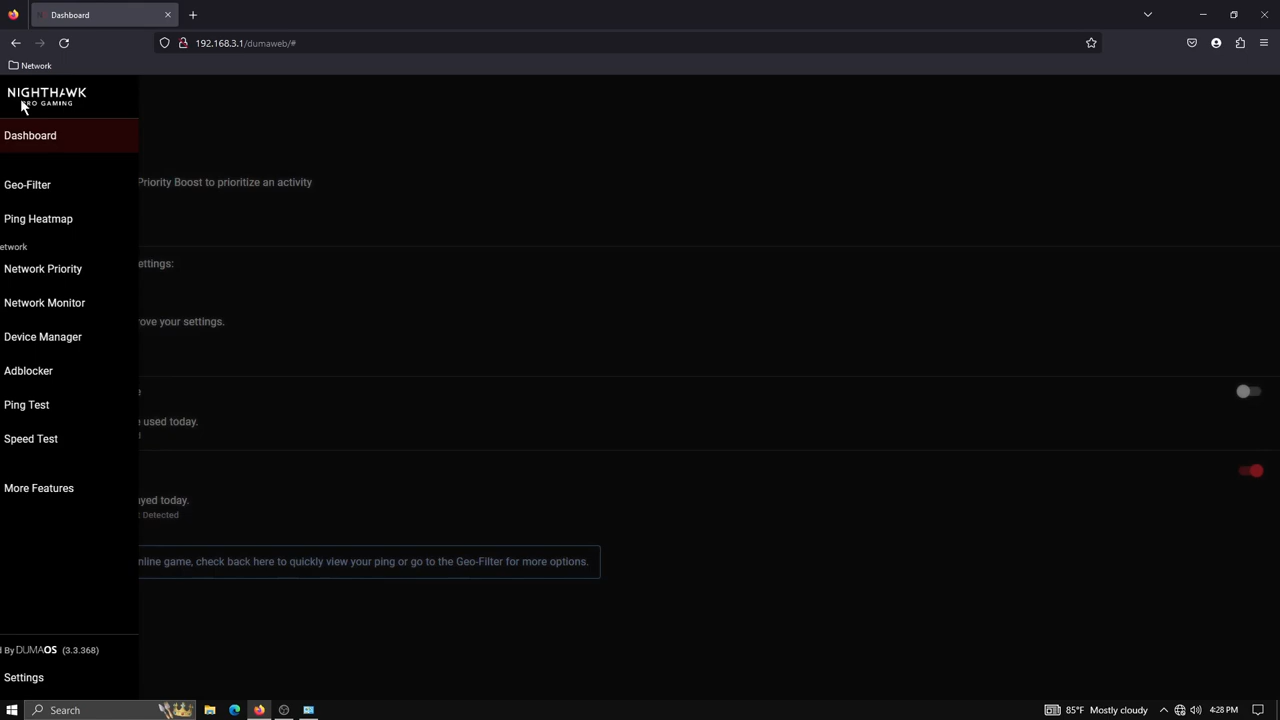 Dashboard
192.168.3.1/dumaweb/#
Network
NIGHTHAWK
PRO GAMING
Dashboard
Geo-Filter
Priority Boost to prioritize an activity
Ping Heatmap
etwork
Network Priority
ettings:
Network Monitor
rove your settings.
Device Manager
Adblocker
e
Ping Test
e used today.
d
Speed Test
More Features
ayed today.
t Detected
nline game, check back here to quickly view your ping or go to the Geo-Filter for more options.
d By DUMAOS (3.3.368)
Settings
Search
85°F Mostly cloudy
4:28 PM